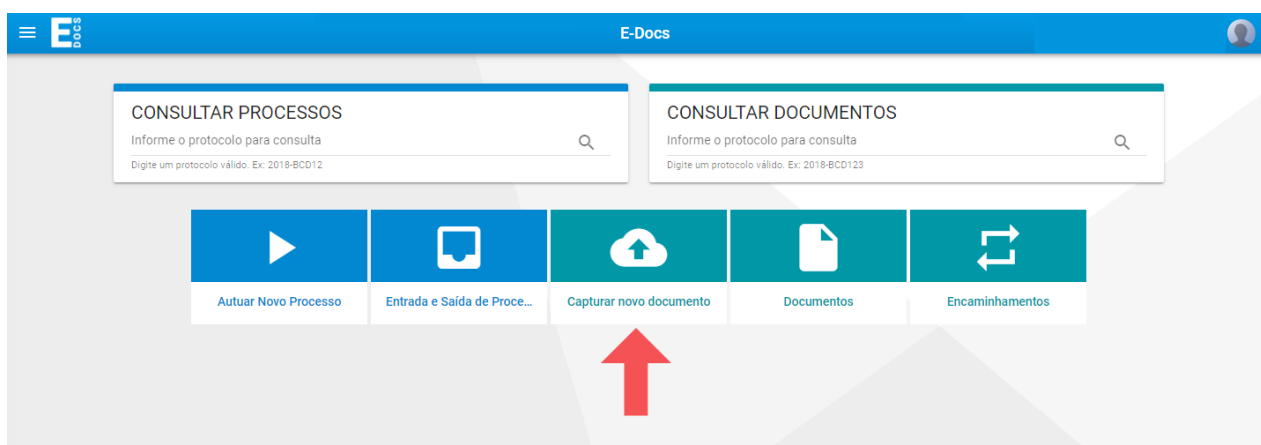 E DOCS
E-Docs
CONSULTAR PROCESSOS
Informe o protocolo para consulta
Digite um protocolo válido. Ex: 2018-BCD12
CONSULTAR DOCUMENTOS
Informe o protocolo para consulta
Digite um protocolo válido. Ex: 2018-BCD123
Autuar Novo Processo
Entrada e Saída de Proce...
Capturar novo documento
Documentos
Encaminhamentos